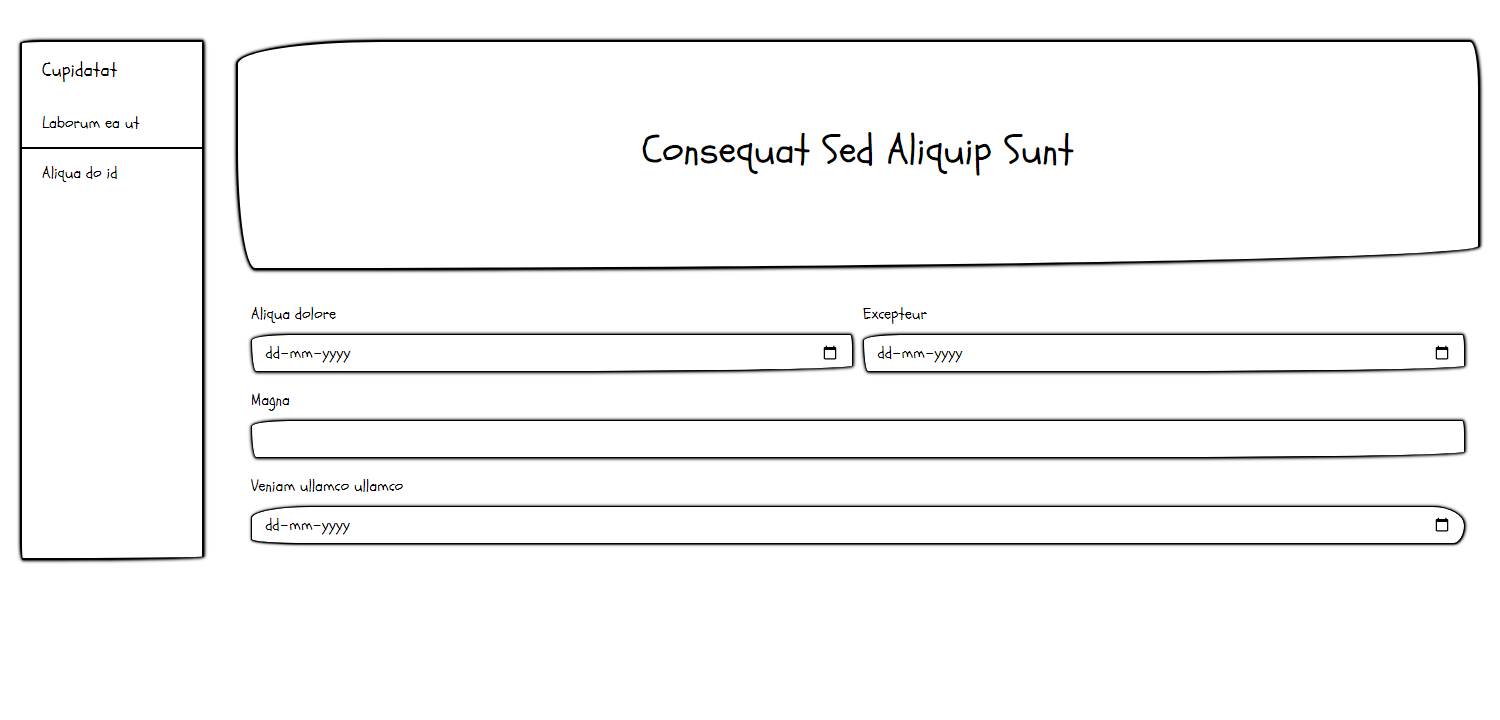 Cupidatat
Laborum ea ut
Aliqua do id
Consequat Sed Aliquip Sunt
Aliqua dolore
Excepteur
dd-mm-yyyy
dd-mm-yyyy
Magna
Veniam ullamco ullamco
dd-mm-yyyy